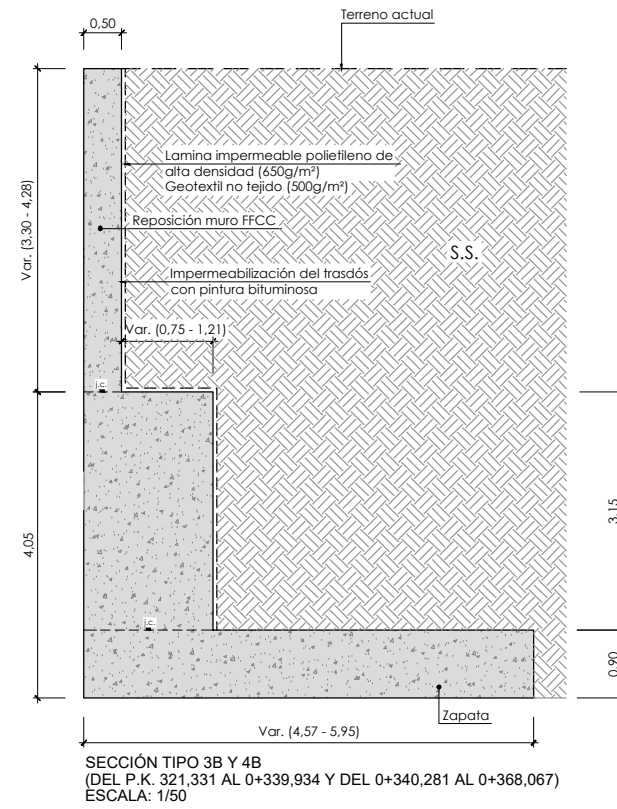 0,50
Terreno actual
Var. (3,30 - 4,28)
Lamina impermeable polietileno de
alta densidad (650g/m²)
Geotextil no tejido (500g/m²)
Reposición muro FFCC
S.S.
Impermeabilización del trasdós
con pintura bituminosa
Var. (0,75 - 1,21)
j.c.
4,05
3.15
j.c.
0.90
Zapata
Var. (4,57 - 5,95)
SECCIÓN TIPO 3B Y 4B
(DEL P.K. 321,331 AL 0+339,934 Y DEL 0+340,281 AL 0+368,067)
ESCALA: 1/50